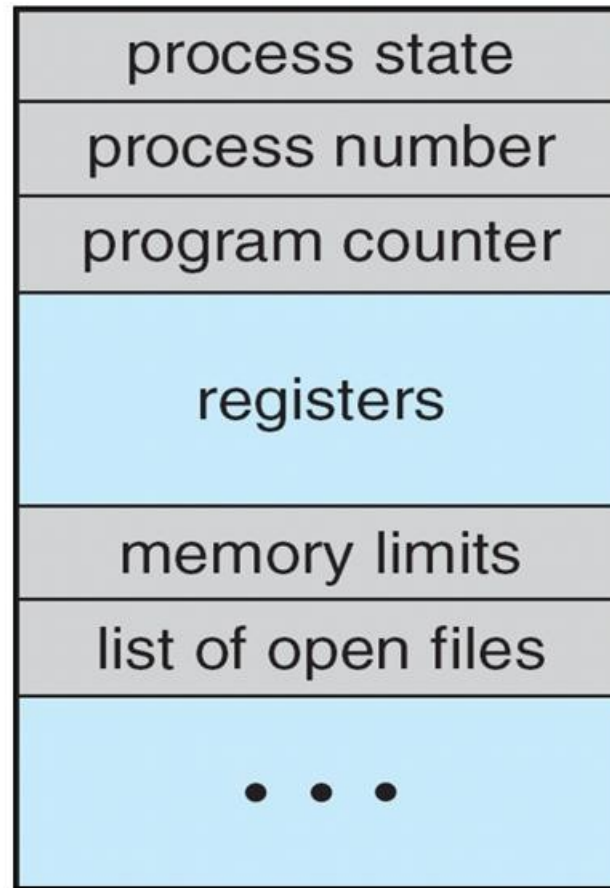 process state
process number
program counter
registers
memory limits
list of open files
• • •